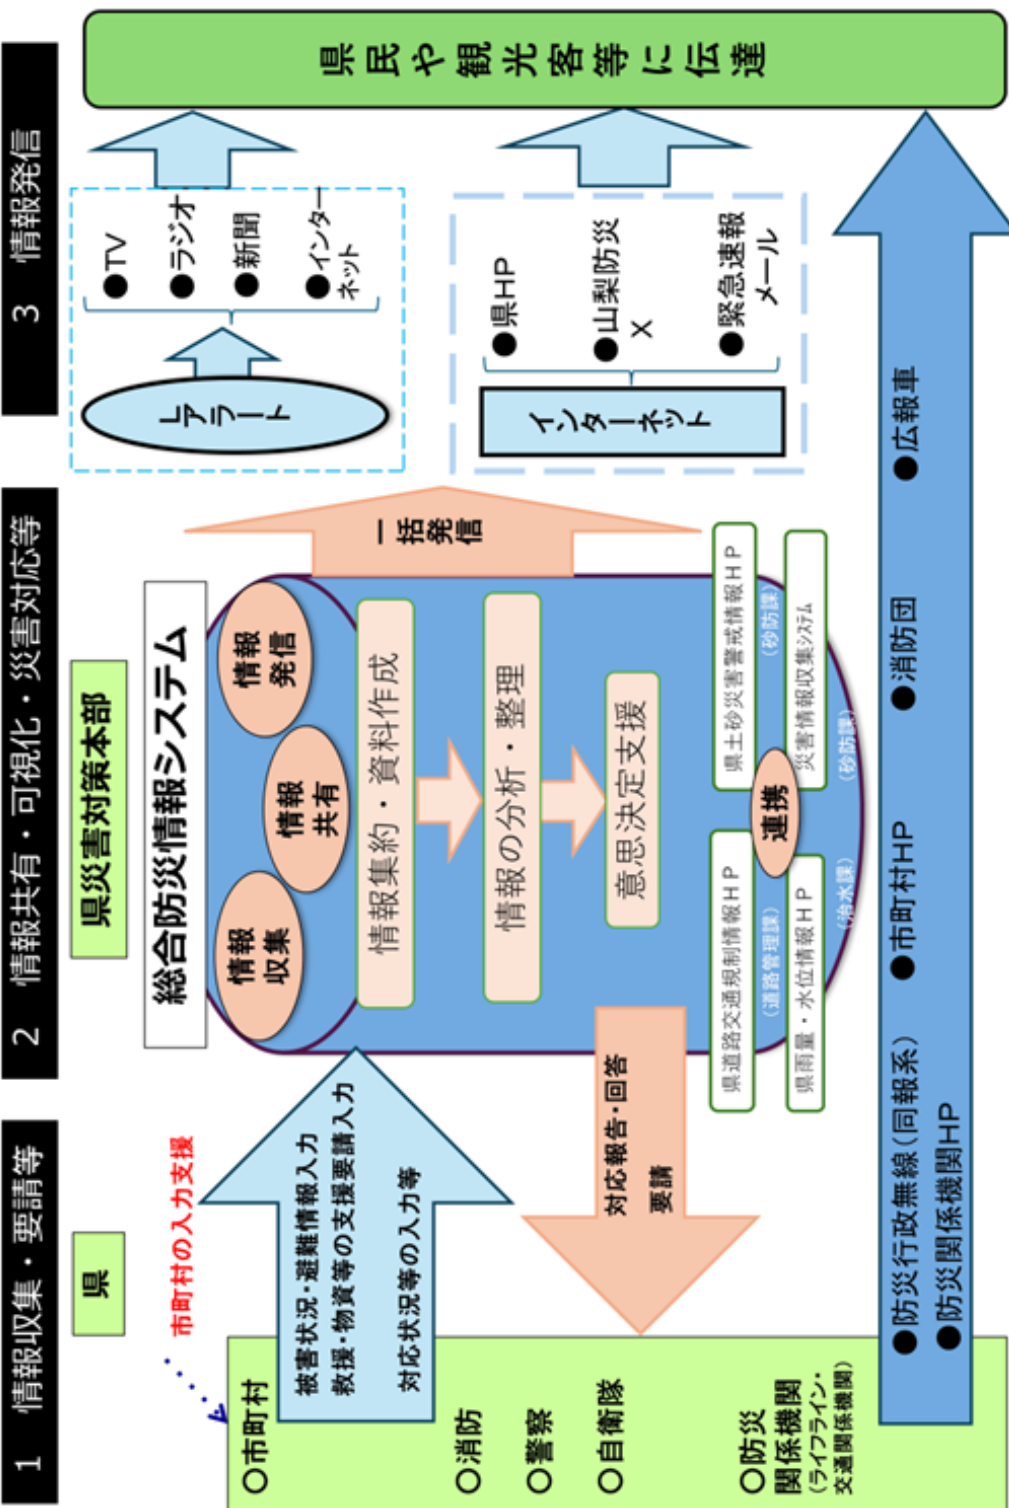 1　情報収集・要請等
県
市町村の入力支援
○市町村
○消防
○警察
○自衛隊
○防災
関係機関
(ライフライン・
交通関係機関)
被害状況・避難情報入力
救援・物資等の支援要請入力
対応状況等の入力等
対応報告・回答
要請
2　情報共有・可視化・災害対応等
県災害対策本部
総合防災情報システム
情報
収集
情報
共有
情報
発信
情報集約・資料作成
情報の分析・整理
意思決定支援
県道路交通規制情報HP
(道路管理課)
県土砂災害警戒情報HP
(砂防課)
連携
県雨量・水位情報HP
(治水課)
災害情報収集システム
(砂防課)
一括
発信
3　情報発信
Lアラート
●TV
●ラジオ
●新聞
●インター
ネット
インターネット
●県HP
●山梨防災
X
●緊急速報
メール
●防災行政無線(同報系)
●市町村HP
●消防団
●広報車
●防災関係機関HP
県民や観光客等に伝達